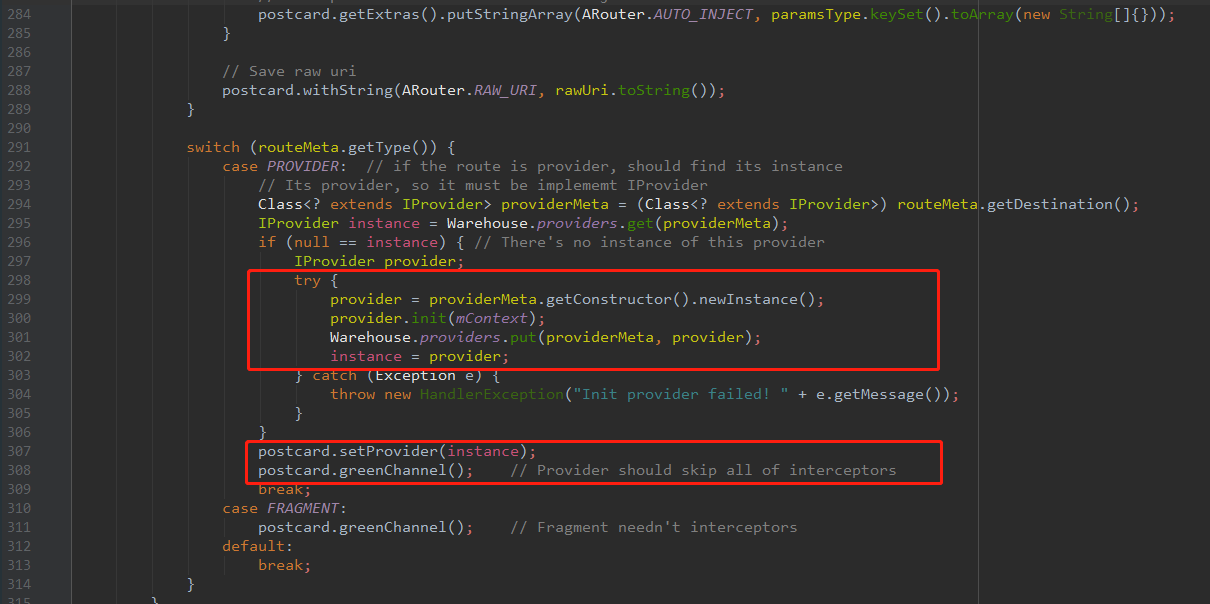 284 postcard.getExtras().putStringArray(ARouter.AUTO_INJECT, paramsType.keySet().toArray(new String[]{}));
285 }
286
287 // Save raw uri
288 postcard.withString(ARouter.RAW_URI, rawUri.toString());
289 }
290
291 switch (routeMeta.getType()) {
292 case PROVIDER: // if the route is provider, should find its instance
293 // Its provider, so it must be implememt IProvider
294 Class<? extends IProvider> providerMeta = (Class<? extends IProvider>) routeMeta.getDestination();
295 IProvider instance = Warehouse.providers.get(providerMeta);
296 if (null == instance) { // There's no instance of this provider
297 IProvider provider;
298 try {
299 provider = providerMeta.getConstructor().newInstance();
300 provider.init(mContext);
301 Warehouse.providers.put(providerMeta, provider);
302 instance = provider;
303 } catch (Exception e) {
304 throw new HandlerException("Init provider failed! " + e.getMessage());
305 }
306 }
307 postcard.setProvider(instance);
308 postcard.greenChannel(); // Provider should skip all of interceptors
309 break;
310 case FRAGMENT:
311 postcard.greenChannel(); // Fragment needn't interceptors
312 default:
313 break;
314 }
315 }